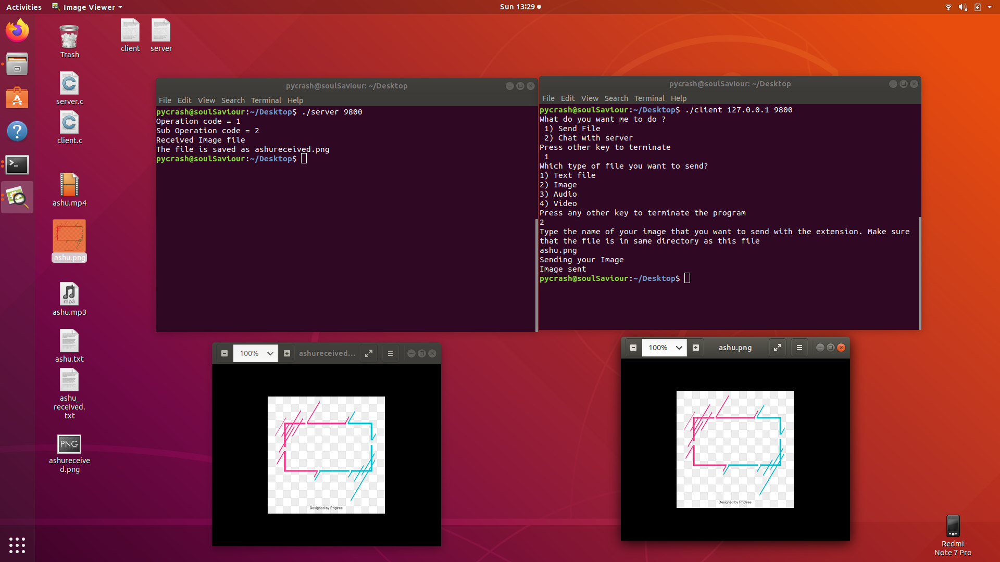 Activities Image Viewer Sun 13:29
Trash
client
server
server.c
client.c
ashu.mp4
ashu.png
mp3
ashu.mp3
ashu.txt
ashu_
received.
txt
PNG
ashureceive
d.png
pycrash@soulSaviour: ~/Desktop
File Edit View Search Terminal Help
pycrash@soulSaviour:~/Desktop$ ./server 9800
Operation code = 1
Sub Operation code = 2
Received Image file
The file is saved as ashureceived.png
pycrash@soulSaviour:~/Desktop$
pycrash@soulSaviour: ~/Desktop
File Edit View Search Terminal Help
pycrash@soulSaviour:~/Desktop$ ./client 127.0.0.1 9800
What do you want me to do ?
1) Send File
2) Chat with server
Press other key to terminate
1
Which type of file you want to send?
1) Text file
2) Image
3) Audio
4) Video
Press any other key to terminate the program
2
Type the name of your image that you want to send with the extension. Make sure
that the file is in same directory as this file
ashu.png
Sending your Image
Image sent
pycrash@soulSaviour:~/Desktop$
100% ashureceived...
Designed by Pngtree
100% ashu.png
Designed by Pngtree
Redmi
Note 7 Pro